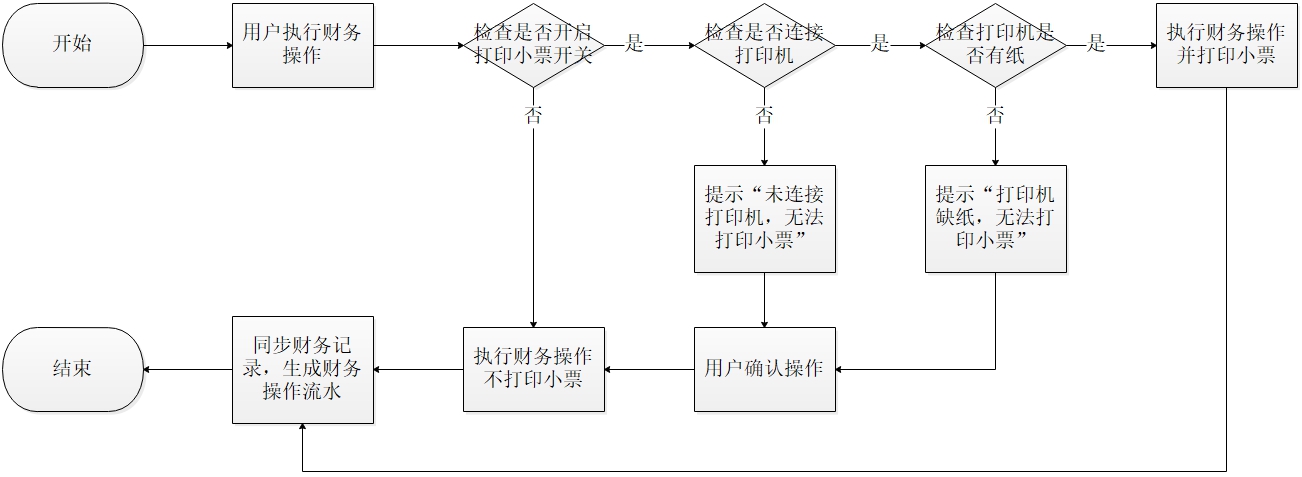 开始
用户执行财务
操作
检查是否开启
打印小票开关
是
检查是否连接
打印机
是
检查打印机是
否有纸
是
执行财务操作
并打印小票
否
否
否
提示“未连接
打印机，无法
打印小票”
提示“打印机
缺纸，无法打
印小票”
结束
同步财务记
录，生成财务
操作流水
执行财务操作
不打印小票
用户确认操作